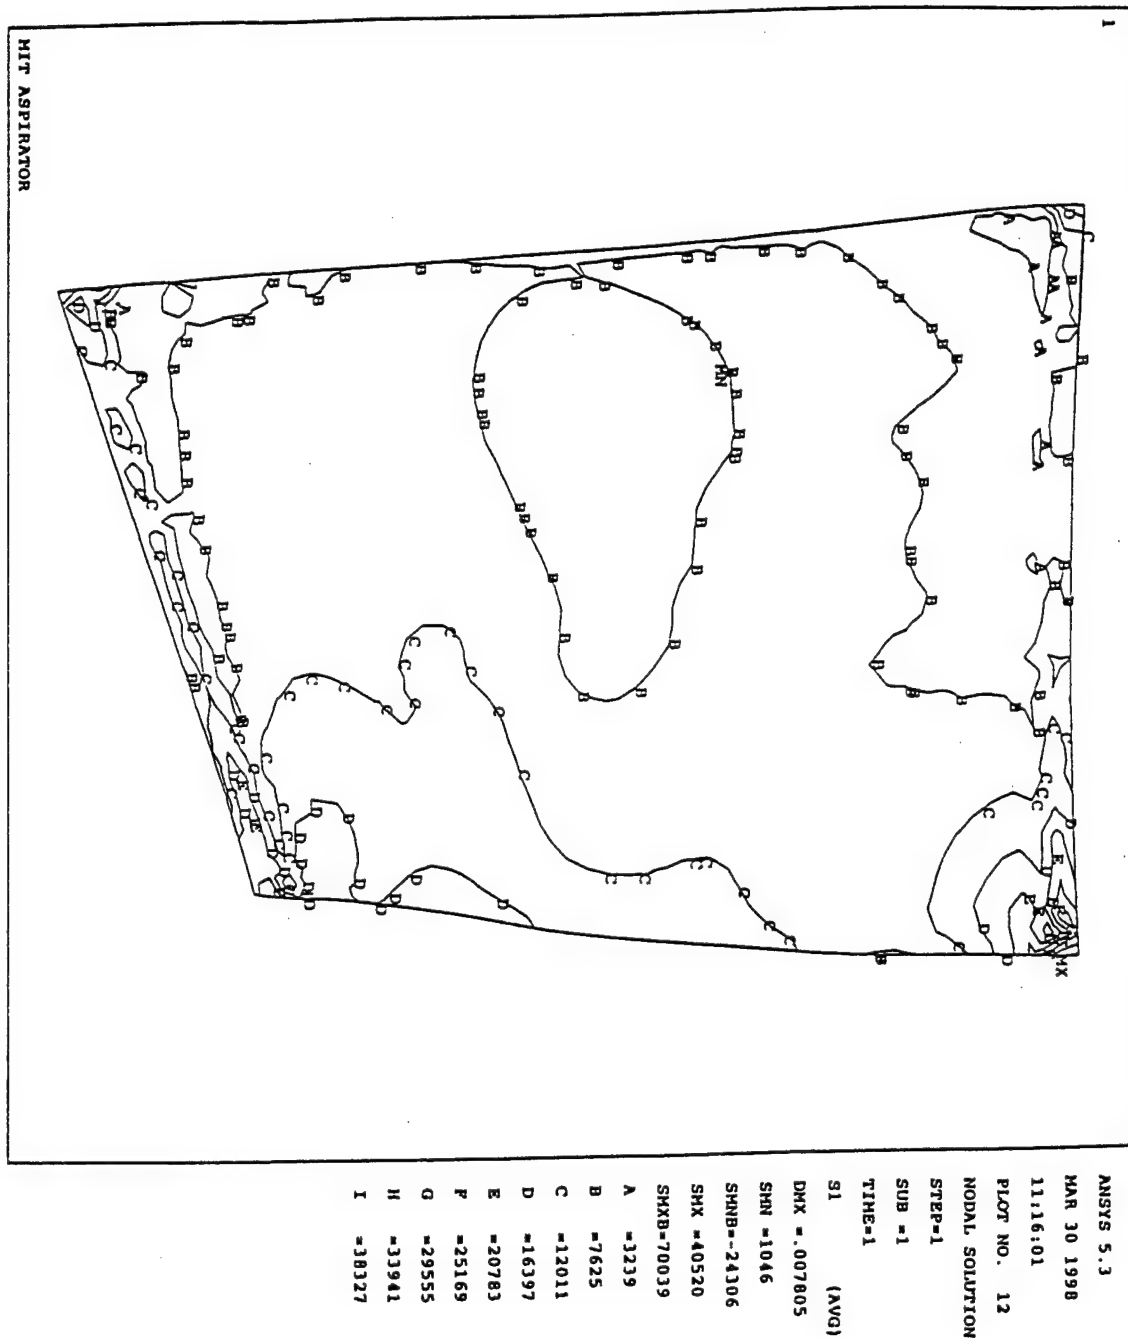 1
ANSYS 5.3
MAR 30 1998
11:16:01
PLOT NO. 12
NODAL SOLUTION
STEP=1
SUB =1
TIME=1
S1 (AVG)
DMX =.007805
SMN =1046
SMNB=-24306
SMX =40520
SMXB=70039
A =3239
B =7625
C =12011
D =16397
E =20783
F =25169
G =29555
H =33941
I =38327
MN
MX
MIT ASPIRATOR